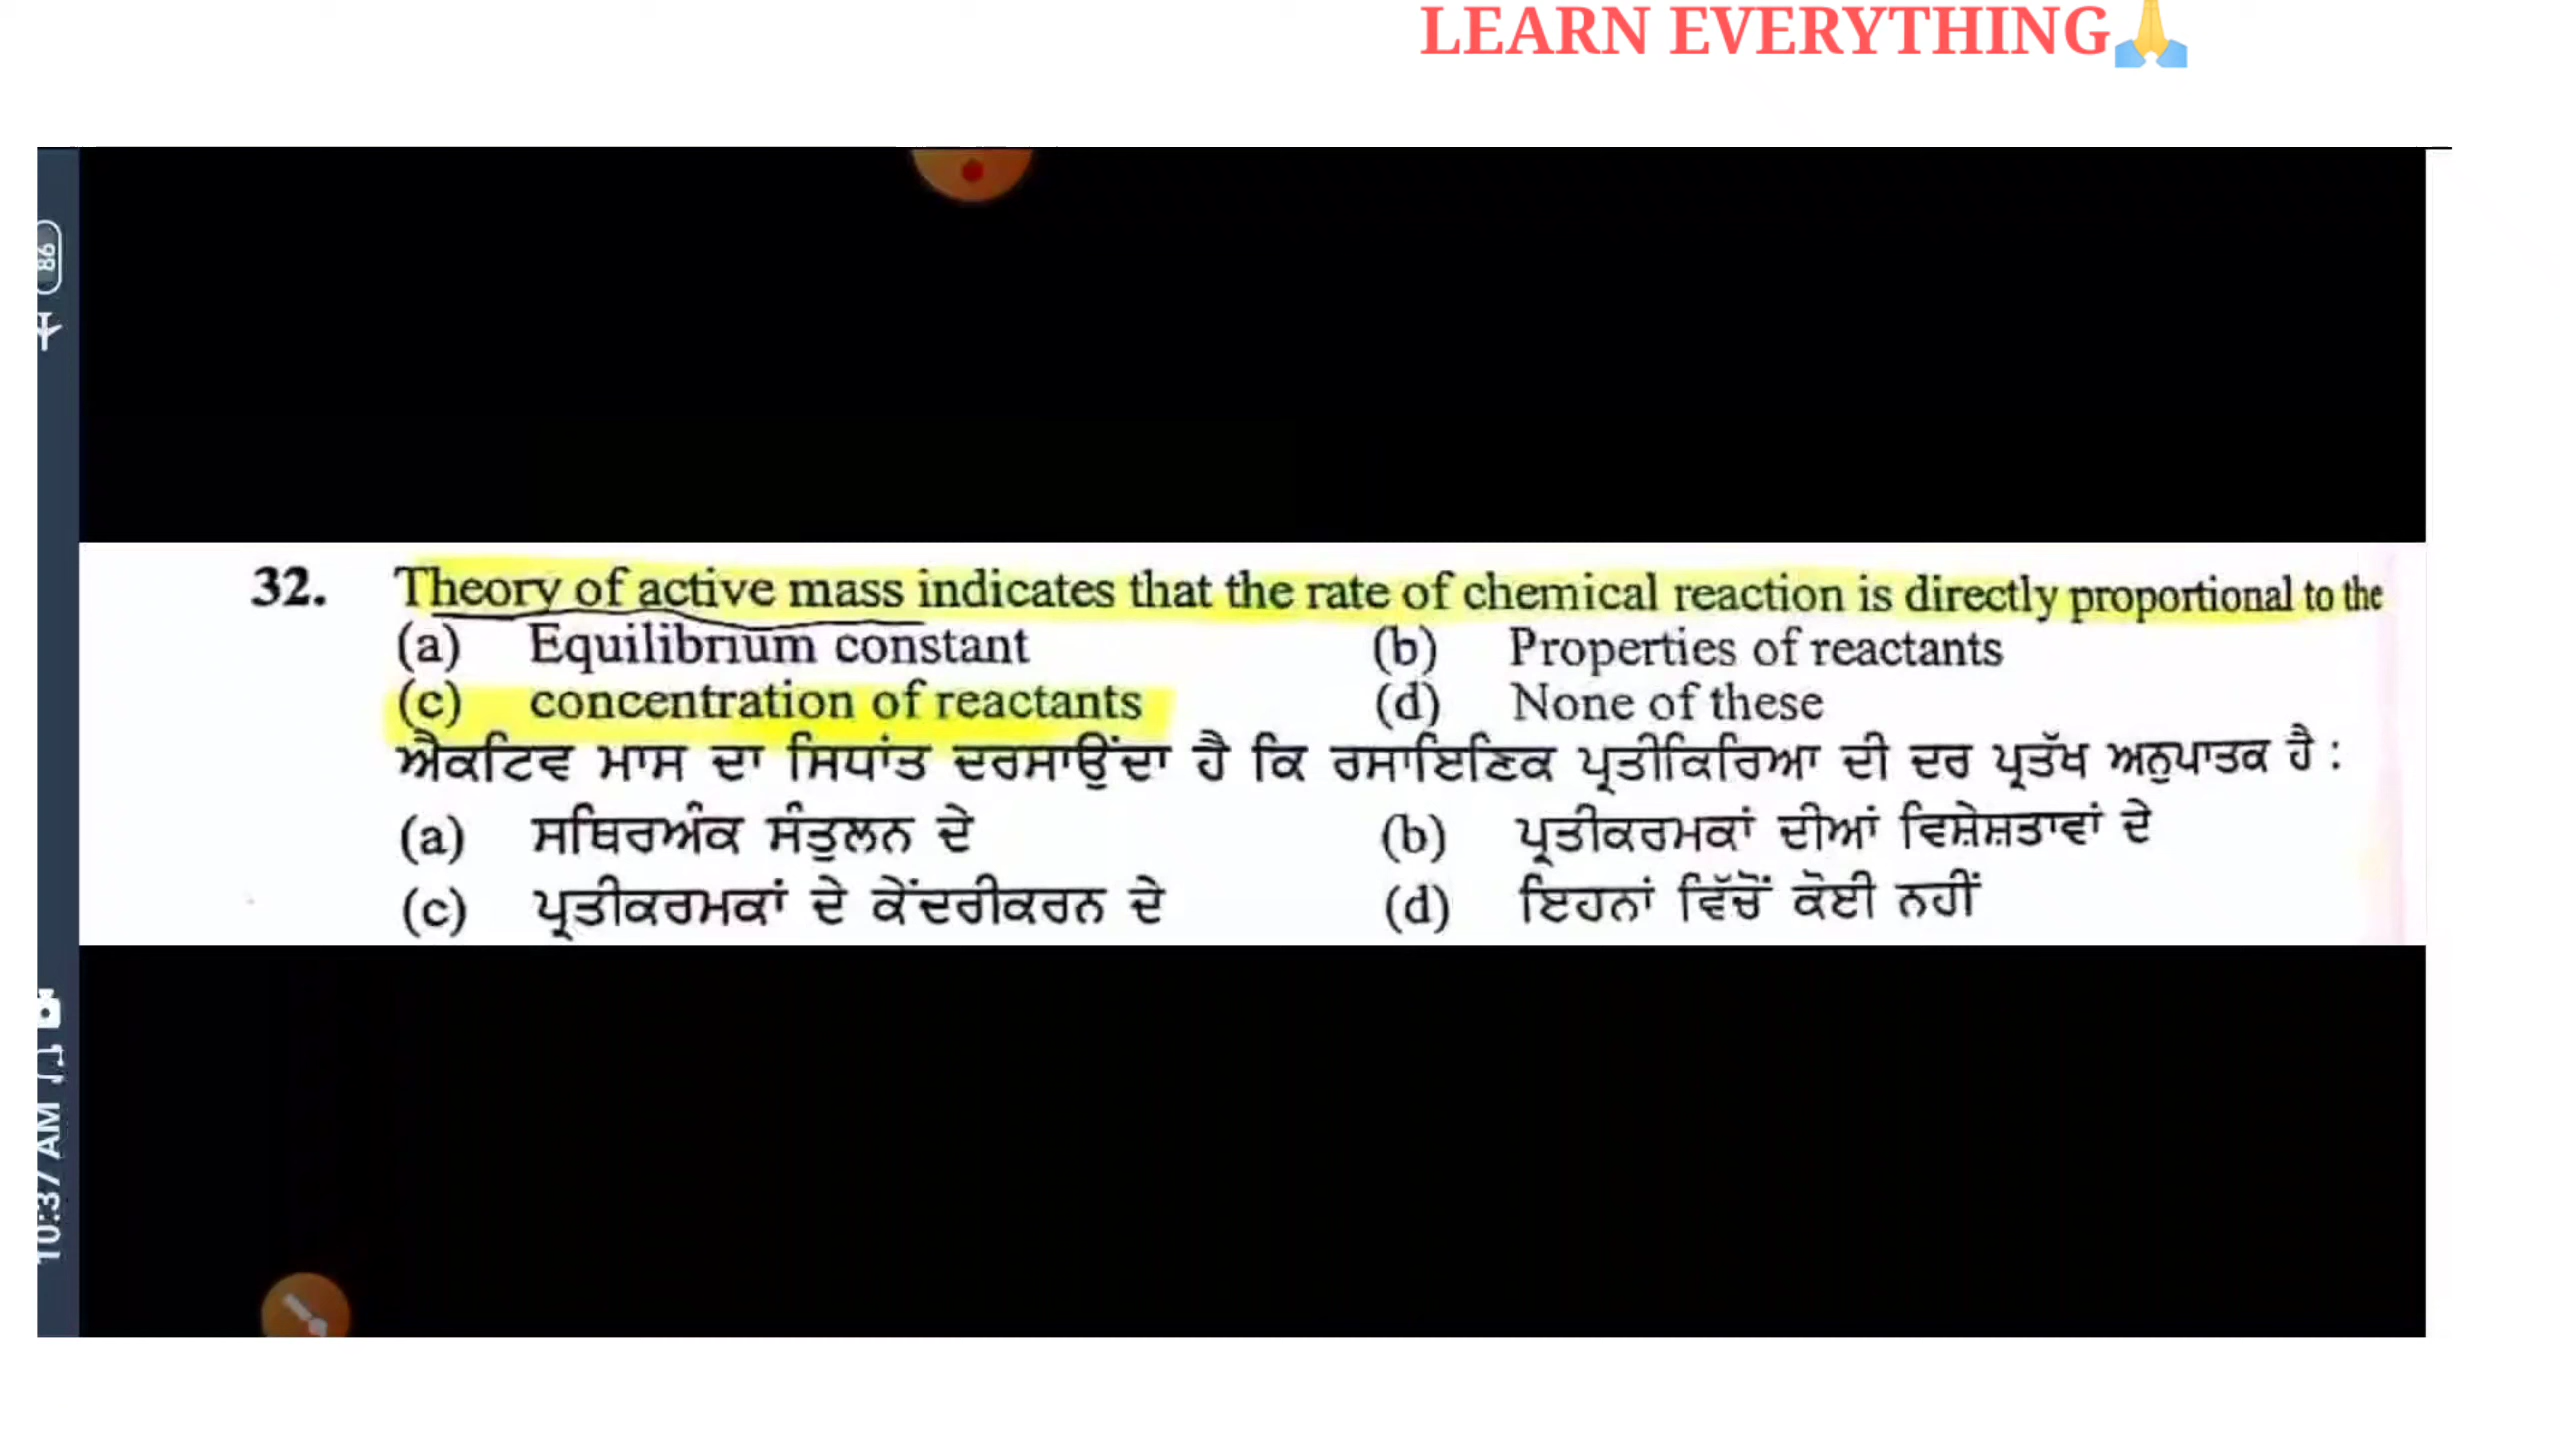 LEARN EVERYTHING🙏
98
10:37 AM
32. Theory of active mass indicates that the rate of chemical reaction is directly proportional to the
(a) Equilibrium constant (b) Properties of reactants
(c) concentration of reactants (d) None of these
ਐਕਟਿਵ ਮਾਸ ਦਾ ਸਿਧਾਂਤ ਦਰਸਾਉਂਦਾ ਹੈ ਕਿ ਰਸਾਇਣਿਕ ਪ੍ਰਤੀਕਿਰਿਆ ਦੀ ਦਰ ਪ੍ਰਤੱਖ ਅਨੁਪਾਤਕ ਹੈ :
(a) ਸਥਿਰਅੰਕ ਸੰਤੁਲਨ ਦੇ (b) ਪ੍ਰਤੀਕਰਮਕਾਂ ਦੀਆਂ ਵਿਸ਼ੇਸ਼ਤਾਵਾਂ ਦੇ
(c) ਪ੍ਰਤੀਕਰਮਕਾਂ ਦੇ ਕੇਂਦਰੀਕਰਨ ਦੇ (d) ਇਹਨਾਂ ਵਿੱਚੋਂ ਕੋਈ ਨਹੀਂ